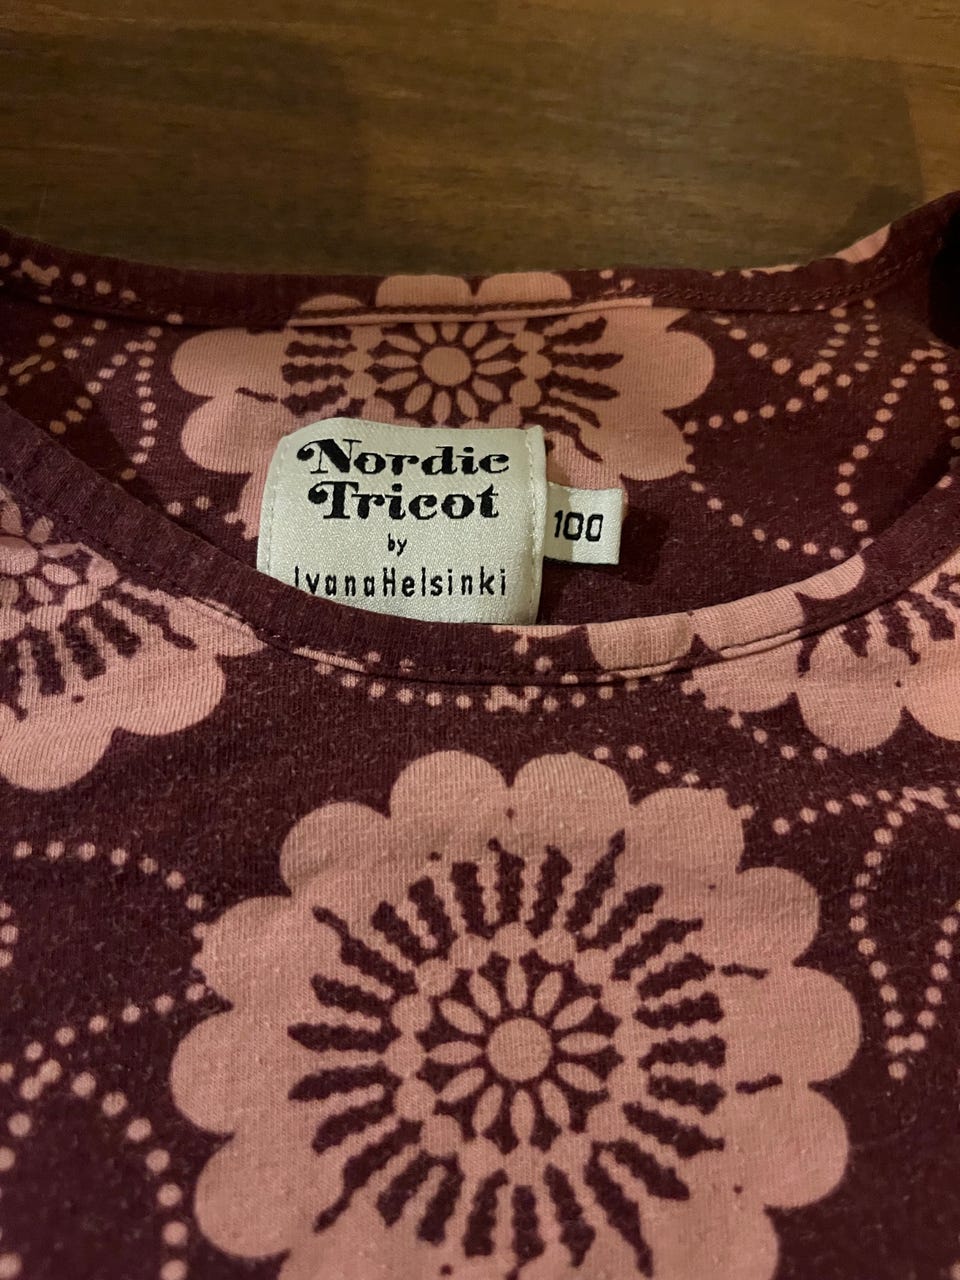 Nordic
Tricot
by
IvanaHelsinki
100